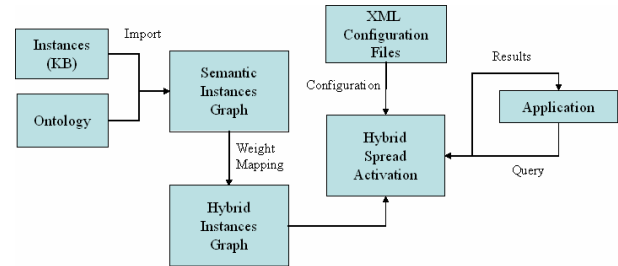 Instances
(KB)
Import
Ontology
Semantic
Instances
Graph
Weight
Mapping
Hybrid
Instances
Graph
XML
Configuration
Files
Configuration
Hybrid
Spread
Activation
Results
Application
Query